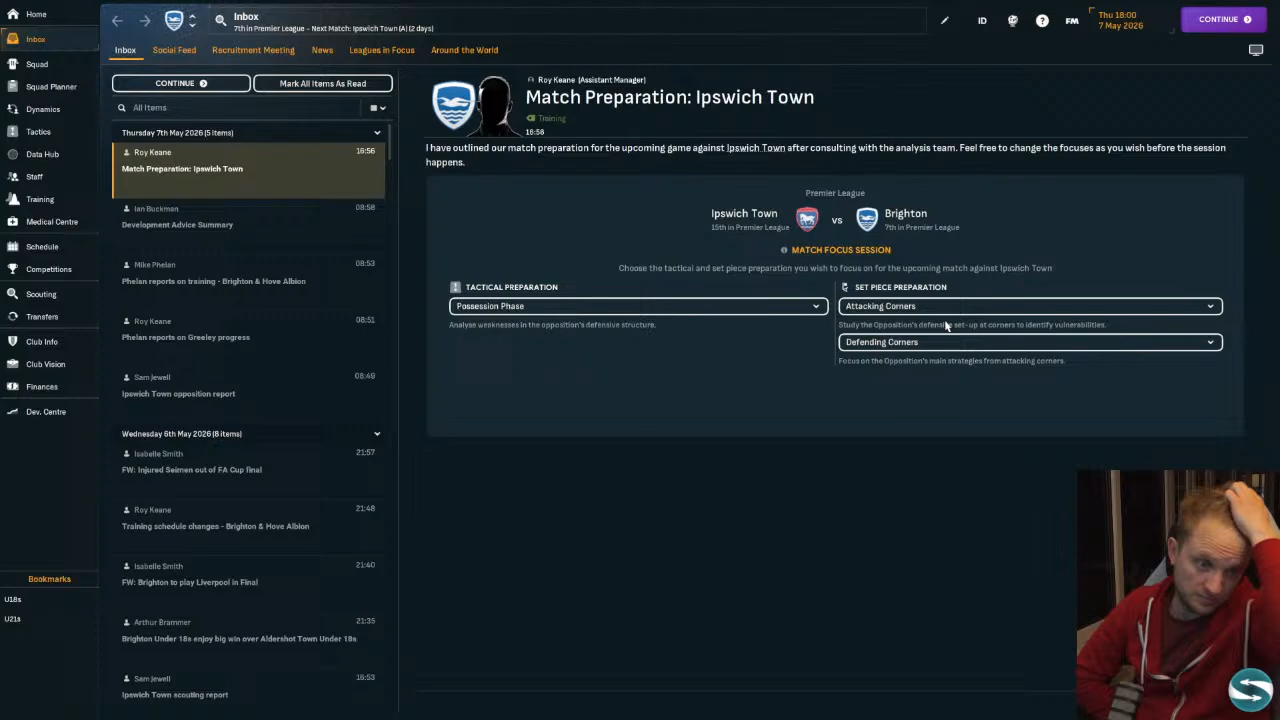 Home
Inbox
Squad
Squad Planner
Dynamics
Tactics
Data Hub
Staff
Training
Medical Centre
Schedule
Competitions
Scouting
Transfers
Club Info
Club Vision
Finances
Dev. Centre
Bookmarks
U18s
U21s
Inbox
7th in Premier League - Next Match: Ipswich Town (A) (2 days)
ID
FM
Thu 18:00
7 May 2026
CONTINUE
Inbox Social Feed Recruitment Meeting News Leagues in Focus Around the World
CONTINUE
Mark All Items As Read
All Items
Thursday 7th May 2026 (5 items)
Roy Keane 16:56
Match Preparation: Ipswich Town
Ian Buckman 08:58
Development Advice Summary
Mike Phelan 08:53
Phelan reports on training - Brighton & Hove Albion
Roy Keane 08:51
Phelan reports on Greeley progress
Sam Jewell 08:49
Ipswich Town opposition report
Wednesday 6th May 2026 (8 items)
Isabelle Smith 21:57
FW: Injured Seimen out of FA Cup final
Roy Keane 21:48
Training schedule changes - Brighton & Hove Albion
Isabelle Smith 21:40
FW: Brighton to play Liverpool in Final
Arthur Brammer 21:35
Brighton Under 18s enjoy big win over Aldershot Town Under 18s
Sam Jewell 16:53
Ipswich Town scouting report
Roy Keane (Assistant Manager)
Match Preparation: Ipswich Town
Training
16:56
I have outlined our match preparation for the upcoming game against Ipswich Town after consulting with the analysis team. Feel free to change the focuses as you wish before the session
happens.
Premier League
Ipswich Town
15th in Premier League
vs
Brighton
7th in Premier League
MATCH FOCUS SESSION
Choose the tactical and set piece preparation you wish to focus on for the upcoming match against Ipswich Town
TACTICAL PREPARATION
Possession Phase
Analyse weaknesses in the opposition's defensive structure.
SET PIECE PREPARATION
Attacking Corners
Study the Opposition's defensive set-up at corners to identify vulnerabilities.
Defending Corners
Focus on the Opposition's main strategies from attacking corners.